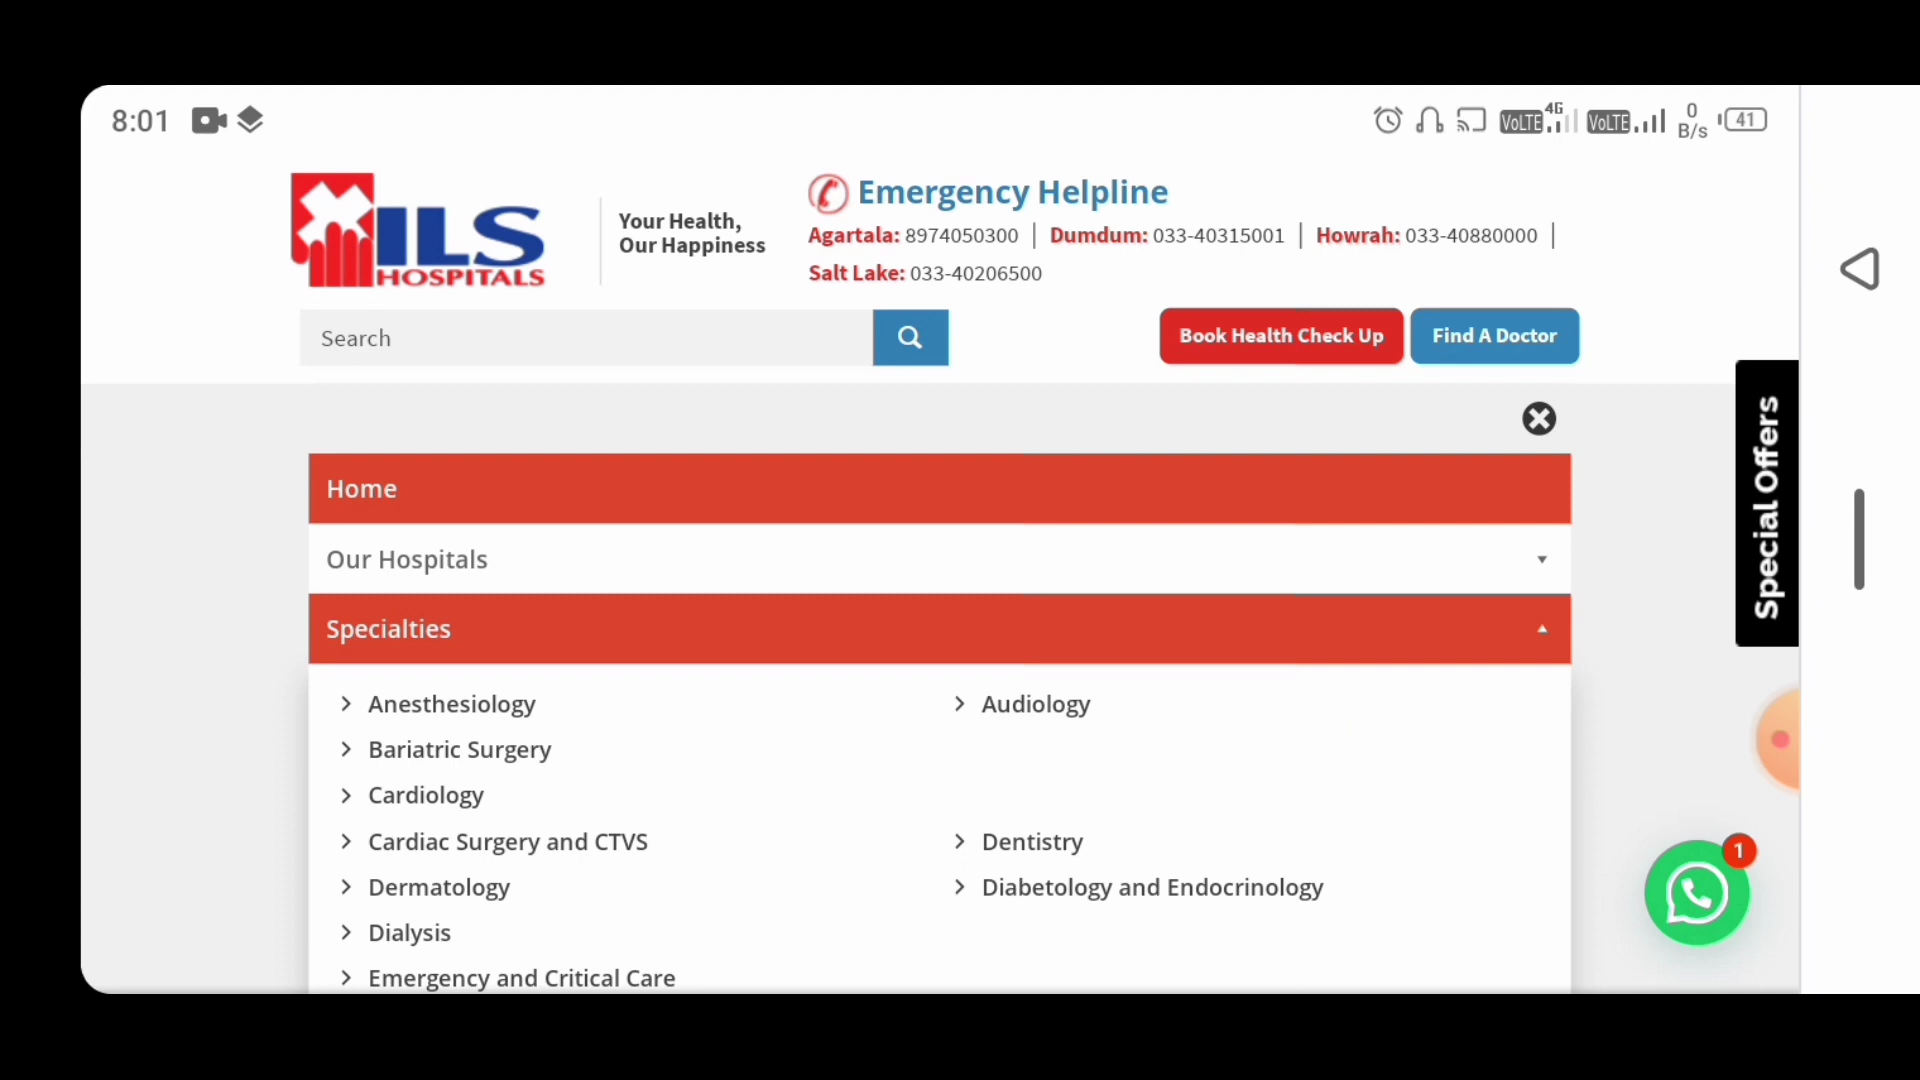 8:01
VoLTE 4G VoLTE 0 B/s 41
ILS HOSPITALS
Your Health,
Our Happiness
Emergency Helpline
Agartala: 8974050300 | Dumdum: 033-40315001 | Howrah: 033-40880000 |
Salt Lake: 033-40206500
Search
Book Health Check Up
Find A Doctor
Special Offers
Home
Our Hospitals
Specialties
Anesthesiology
Audiology
Bariatric Surgery
Cardiology
Cardiac Surgery and CTVS
Dentistry
Dermatology
Diabetology and Endocrinology
Dialysis
Emergency and Critical Care
1